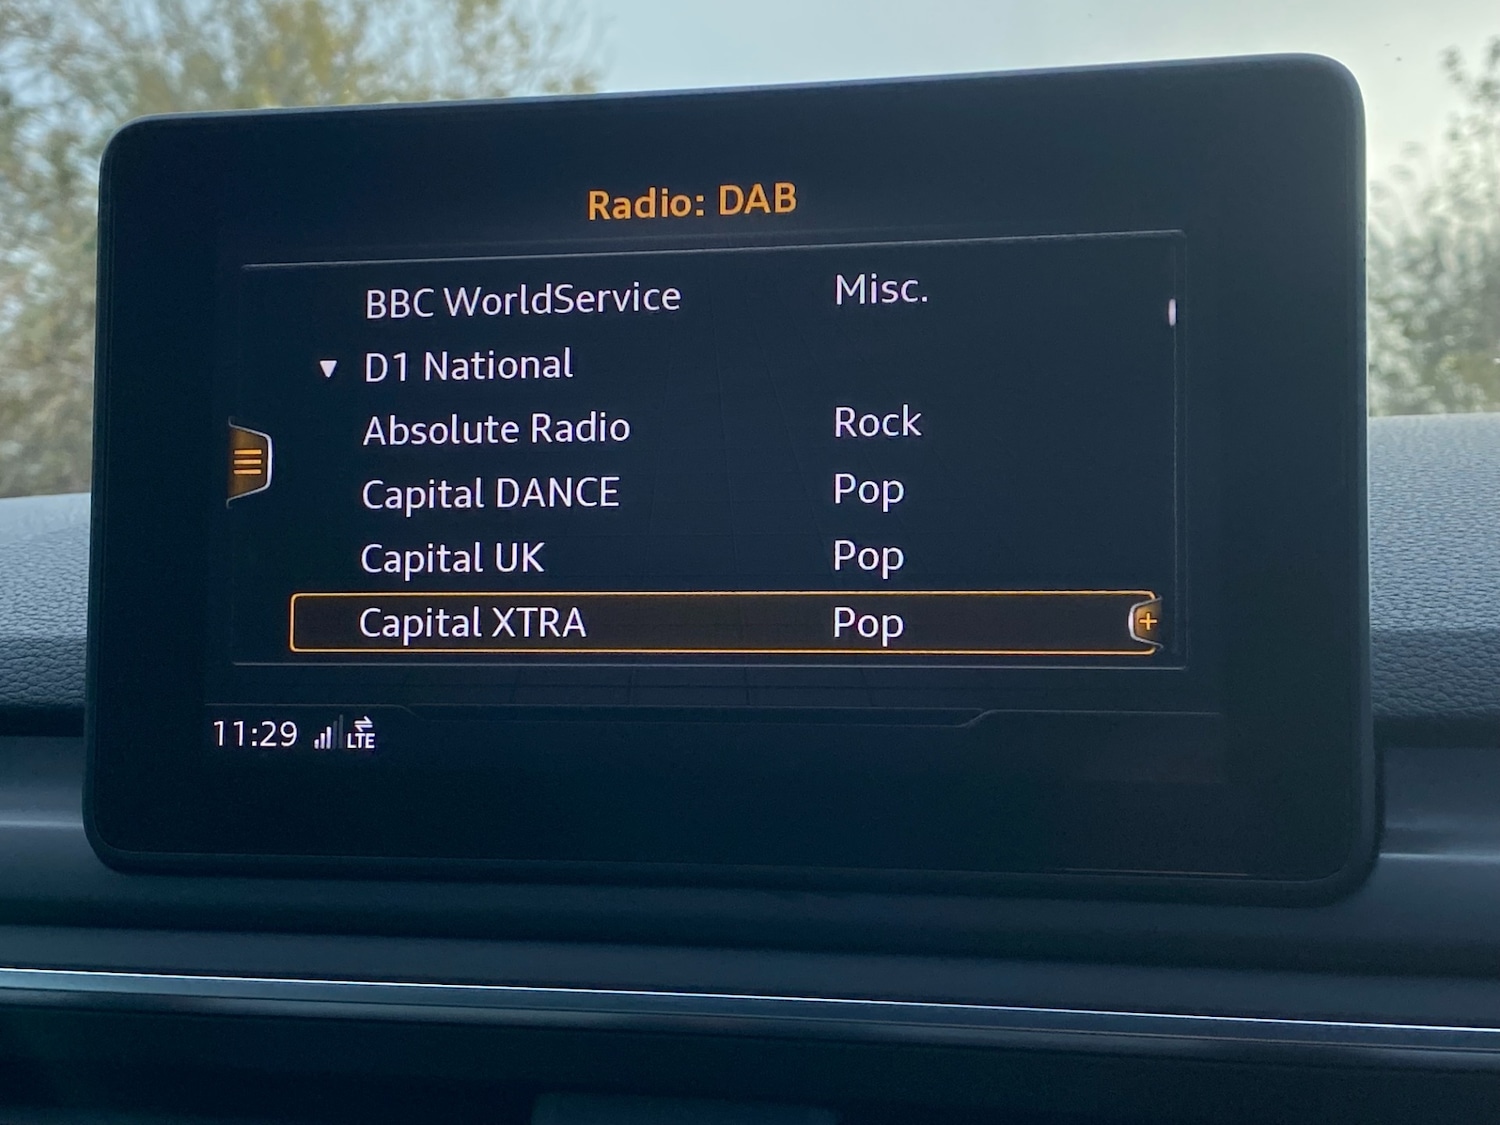 Radio: DAB
BBC WorldService Misc.
▼ D1 National
Absolute Radio Rock
Capital DANCE Pop
Capital UK Pop
Capital XTRA Pop +
11:29 LTE